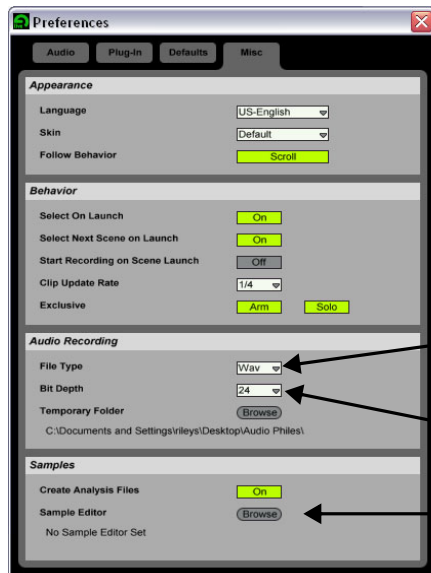 Preferences
Audio Plug-In Defaults Misc
Appearance
Language US-English
Skin Default
Follow Behavior Scroll
Behavior
Select On Launch On
Select Next Scene on Launch On
Start Recording on Scene Launch Off
Clip Update Rate 1/4
Exclusive Arm Solo
Audio Recording
File Type Wav
Bit Depth 24
Temporary Folder Browse
C:\Documents and Settings\rileys\Desktop\Audio Philes\
Samples
Create Analysis Files On
Sample Editor Browse
No Sample Editor Set